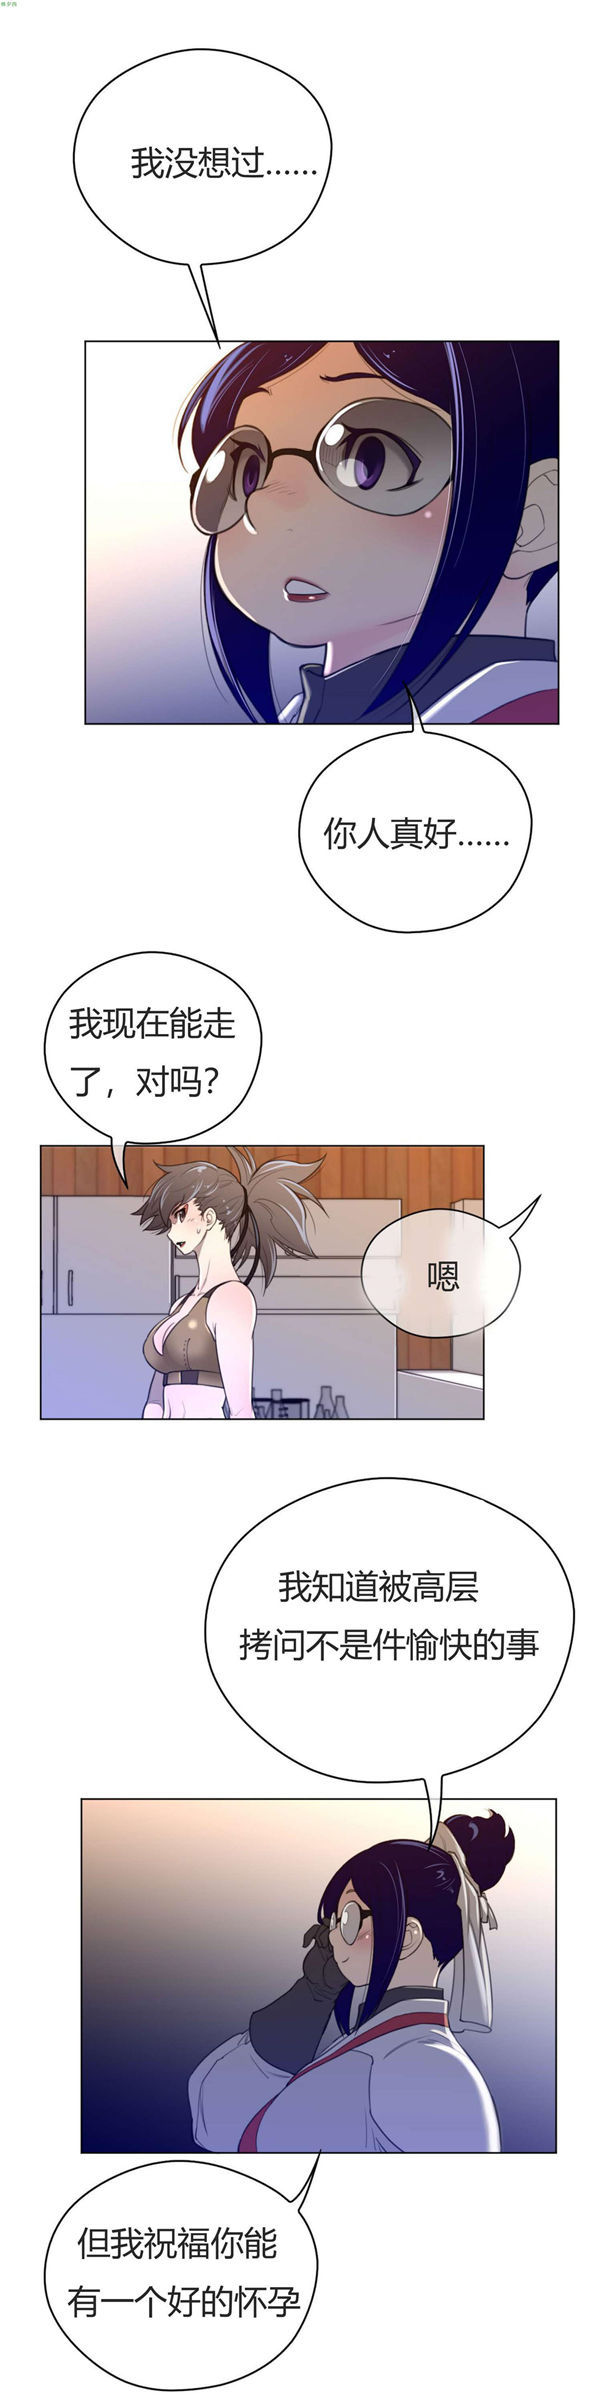 我没想过……
你人真好……
我现在能走
了，对吗？
嗯
我知道被高层
拷问不是件愉快的事
但我祝福你能
有一个好的怀孕